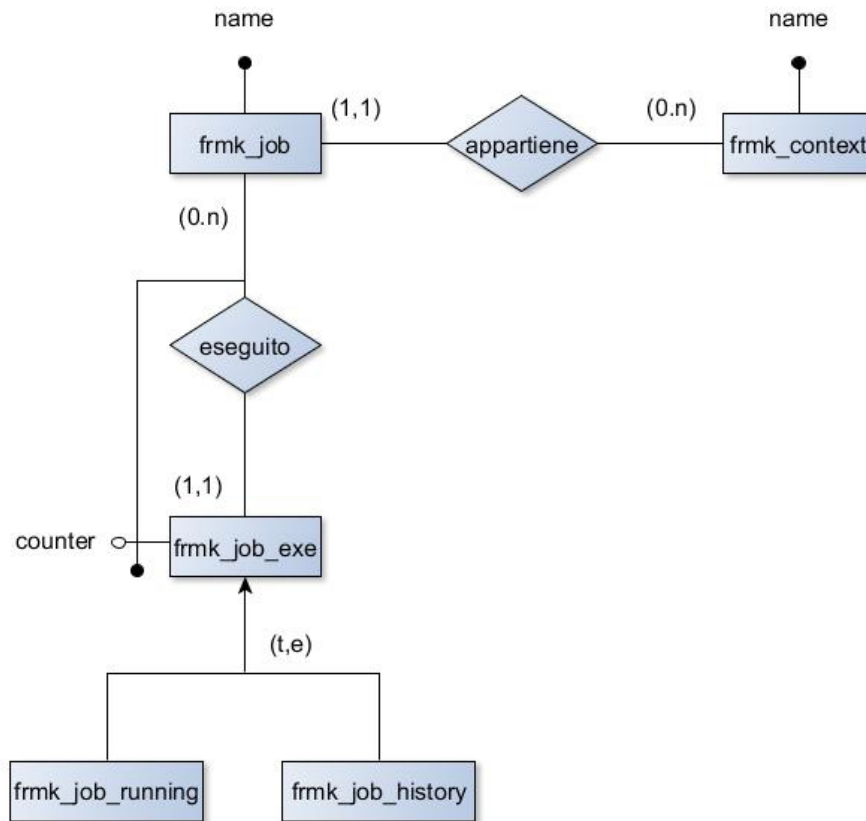 name
name
(1,1)
(0.n)
frmk_job
appartiene
frmk_context
(0.n)
eseguito
(1,1)
counter
frmk_job_exe
(t,e)
frmk_job_running
frmk_job_history